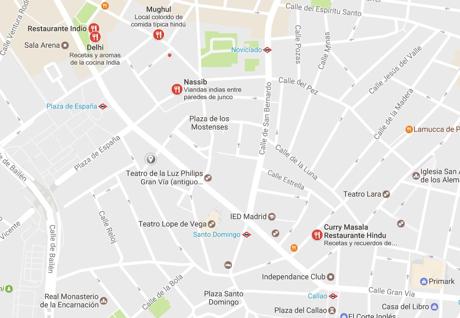 Mughul
Local colorido de
comida típica hindú
Calle del Espíritu Santo
Restaurante Indio
Sala Arena
Delhi
Recetas y aromas
de la cocina India
Calle Ventura Rod
Noviciado
Calle Pozas
Calle Minas
Calle Jesús del Valle
Nassib
Viandas indias entre
paredes de junco
Calle del Pez
Calle de la Madera
Plaza de España
Calle de San Bernardo
Plaza de los
Mostenses
Lamucca de P
Plaza de España
Calle de la Luna
Teatro de la Luz Philips
Gran Vía (antiguo...
Calle Estrella
Iglesia San A
de los Alema
Teatro Lara
Calle de Bailén
Vicente
Calle de Bailén
Calle Reloj
Teatro Lope de Vega
IED Madrid
Santo Domingo
Curry Masala
Restaurante Hindu
Recetas y recuerdos de...
Calle de la Bola
Independance Club
Primark
Real Monasterio
de la Encarnación
Plaza Santo
Domingo
Callao
Plaza del Callao
Casa del Libro
El Corte Inglés